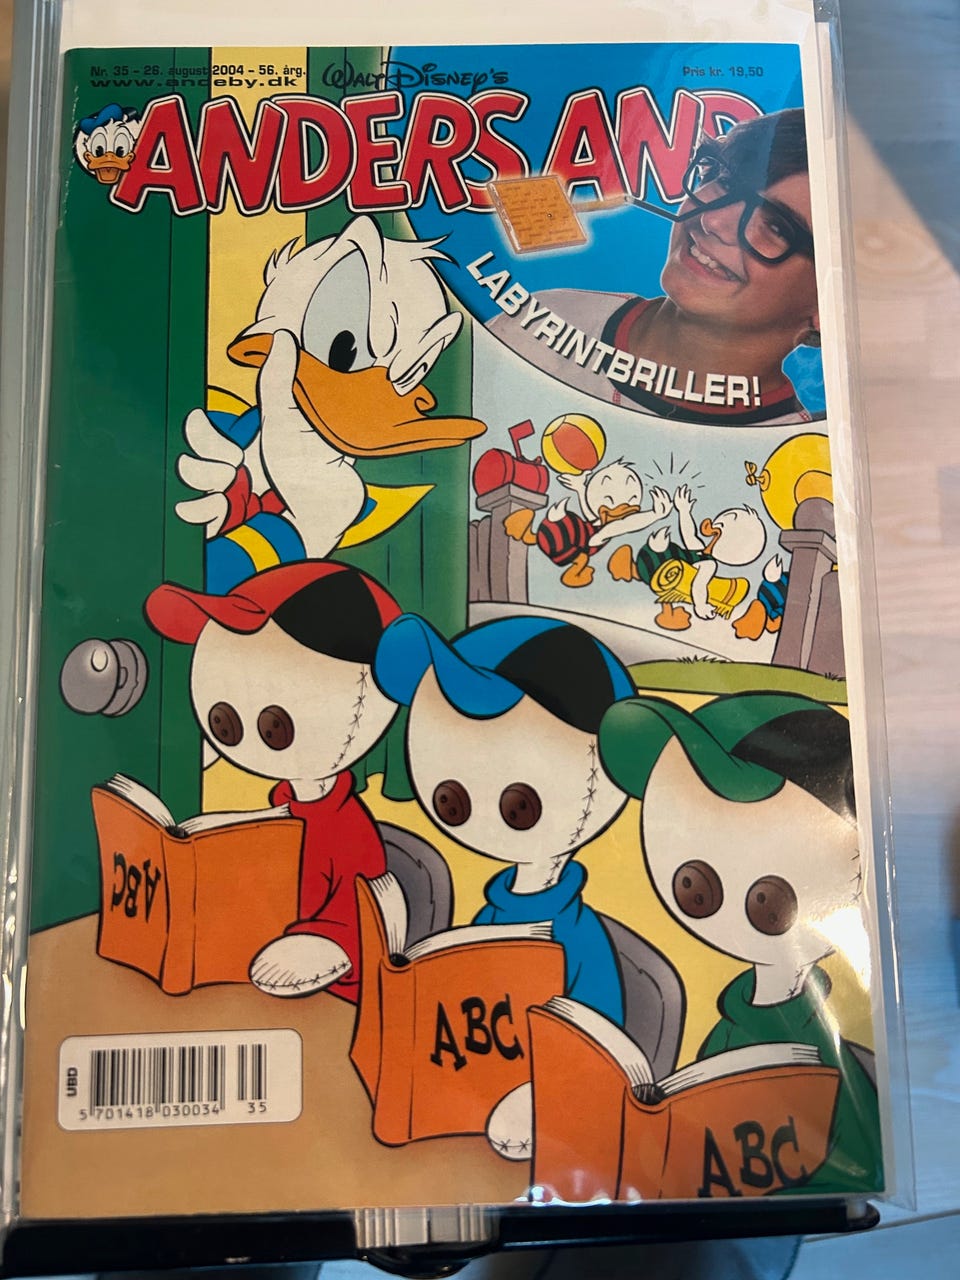 Nr. 35 - 26. august 2004 - 56. årg.
www.andeby.dk
WALT DISNEY'S
Pris kr. 19,50
ANDERS AND
LABYRINTBRILLER!
ABC
ABC
ABC
UBD
5 701418 030034 35